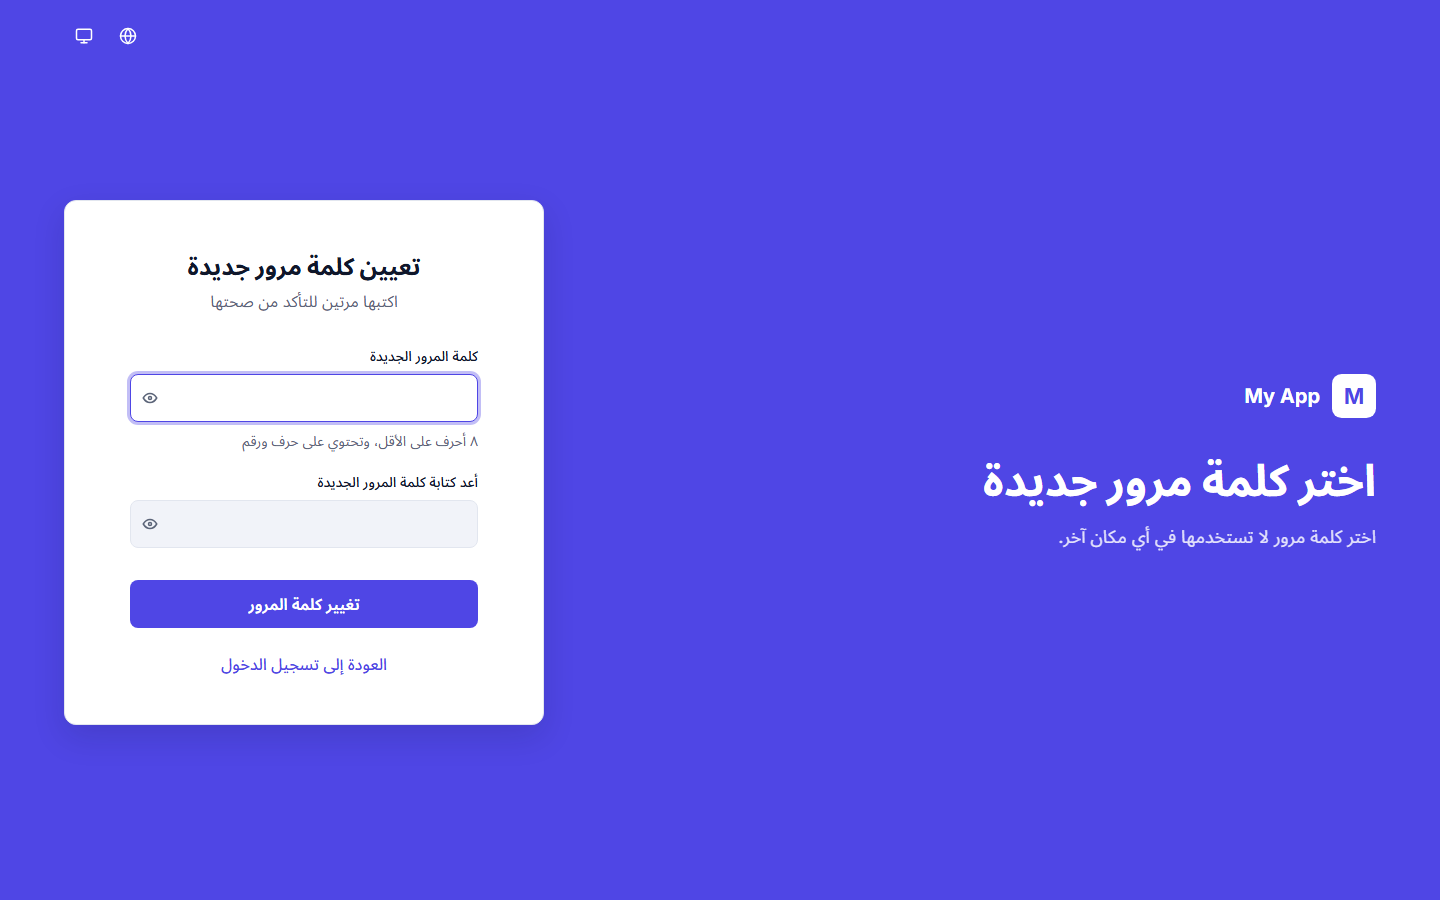 M My App
اختر كلمة مرور جديدة
اختر كلمة مرور لا تستخدمها في أي مكان آخر.
تعيين كلمة مرور جديدة
اكتبها مرتين للتأكد من صحتها
كلمة المرور الجديدة
٨ أحرف على الأقل، وتحتوي على حرف ورقم
أعد كتابة كلمة المرور الجديدة
تغيير كلمة المرور
العودة إلى تسجيل الدخول